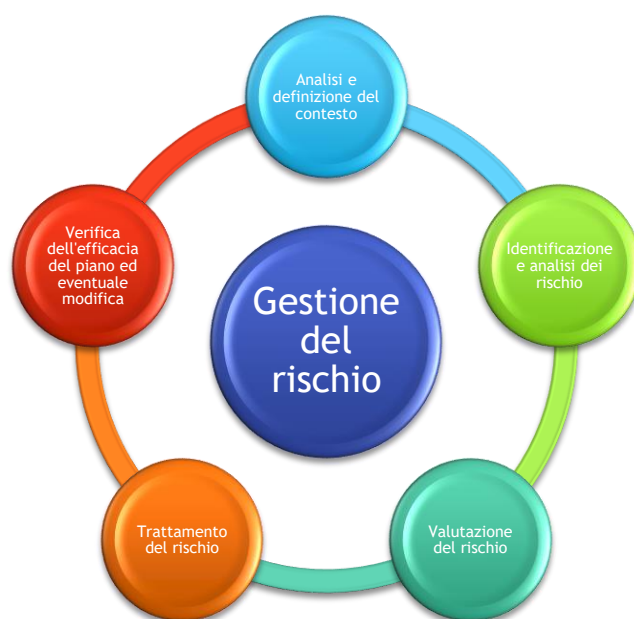 Analisi e
definizione del
contesto
Identificazione
e analisi dei
rischio
Valutazione
del rischio
Trattamento
del rischio
Verifica
dell'efficacia
del piano ed
eventuale
modifica
Gestione
del
rischio